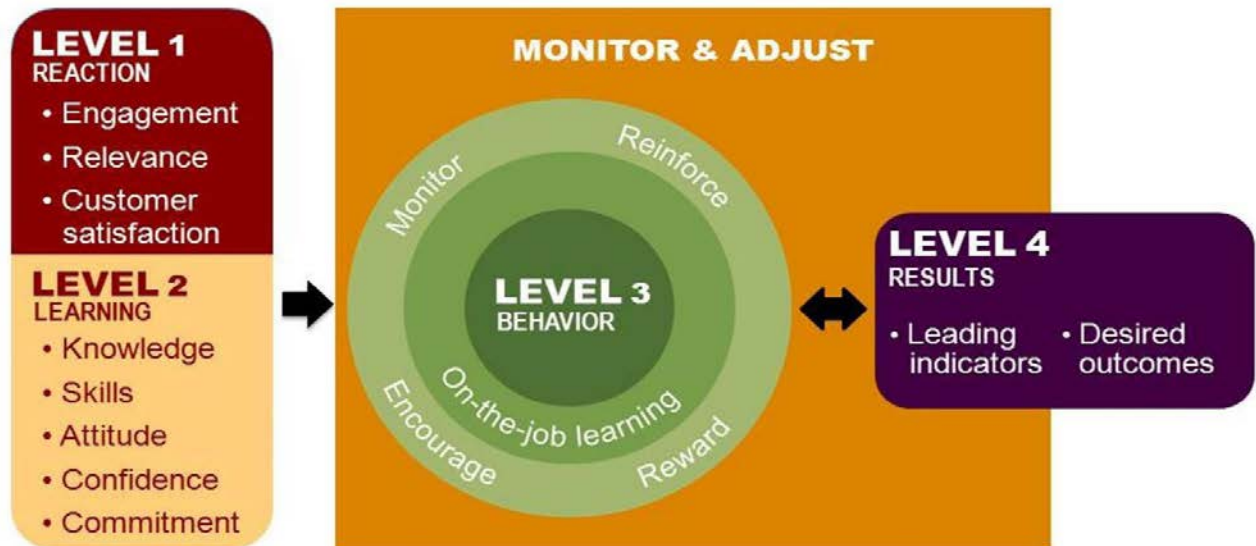 LEVEL 1
REACTION
• Engagement
• Relevance
• Customer
satisfaction
LEVEL 2
LEARNING
• Knowledge
• Skills
• Attitude
• Confidence
• Commitment
MONITOR & ADJUST
Monitor
Reinforce
LEVEL 3
BEHAVIOR
On-the-job learning
Encourage
Reward
LEVEL 4
RESULTS
• Leading
indicators
• Desired
outcomes